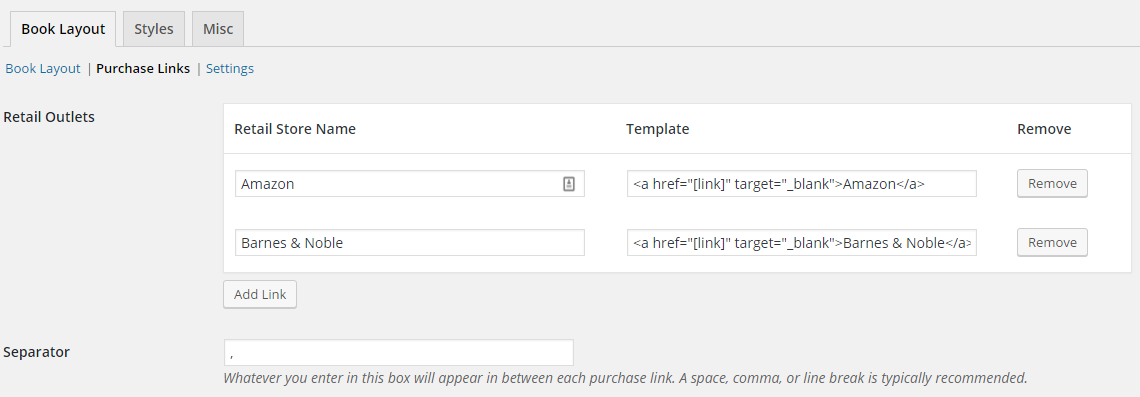 Book Layout Styles Misc
Book Layout | Purchase Links | Settings
Retail Outlets
Retail Store Name Template Remove
Amazon <a href="[link]" target="_blank">Amazon</a> Remove
Barnes & Noble <a href="[link]" target="_blank">Barnes & Noble</a> Remove
Add Link
Separator ,
Whatever you enter in this box will appear in between each purchase link. A space, comma, or line break is typically recommended.